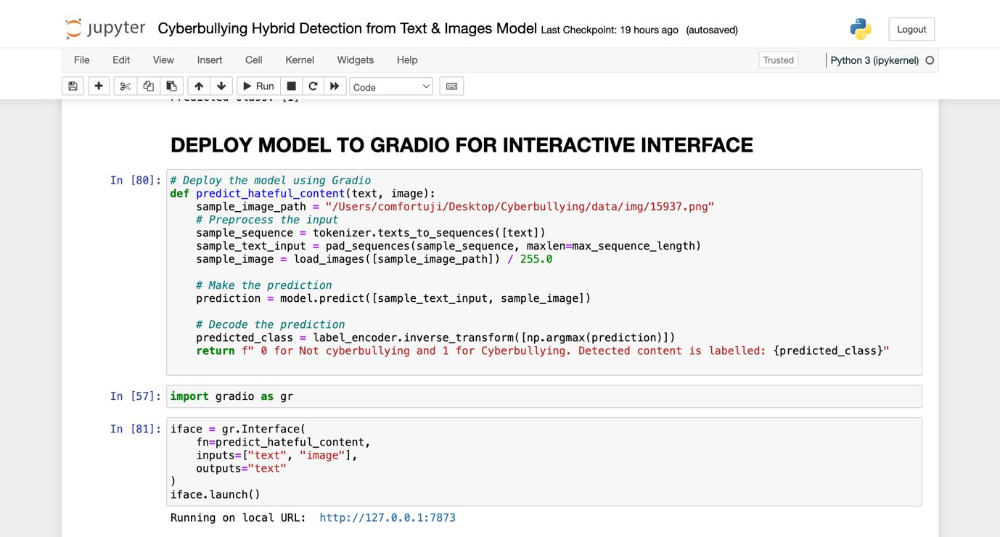 jupyter Cyberbullying Hybrid Detection from Text & Images Model Last Checkpoint: 19 hours ago (autosaved) Logout
File Edit View Insert Cell Kernel Widgets Help Trusted Python 3 (ipykernel)
Run Code
Predicted class: [1]
DEPLOY MODEL TO GRADIO FOR INTERACTIVE INTERFACE
In [80]: # Deploy the model using Gradio
def predict_hateful_content(text, image):
    sample_image_path = "/Users/comfortuji/Desktop/Cyberbullying/data/img/15937.png"
    # Preprocess the input
    sample_sequence = tokenizer.texts_to_sequences([text])
    sample_text_input = pad_sequences(sample_sequence, maxlen=max_sequence_length)
    sample_image = load_images([sample_image_path]) / 255.0
    # Make the prediction
    prediction = model.predict([sample_text_input, sample_image])
    # Decode the prediction
    predicted_class = label_encoder.inverse_transform([np.argmax(prediction)])
    return f" 0 for Not cyberbullying and 1 for Cyberbullying. Detected content is labelled: {predicted_class}"
In [57]: import gradio as gr
In [81]: iface = gr.Interface(
    fn=predict_hateful_content,
    inputs=["text", "image"],
    outputs="text"
)
iface.launch()
Running on local URL:  http://127.0.0.1:7873